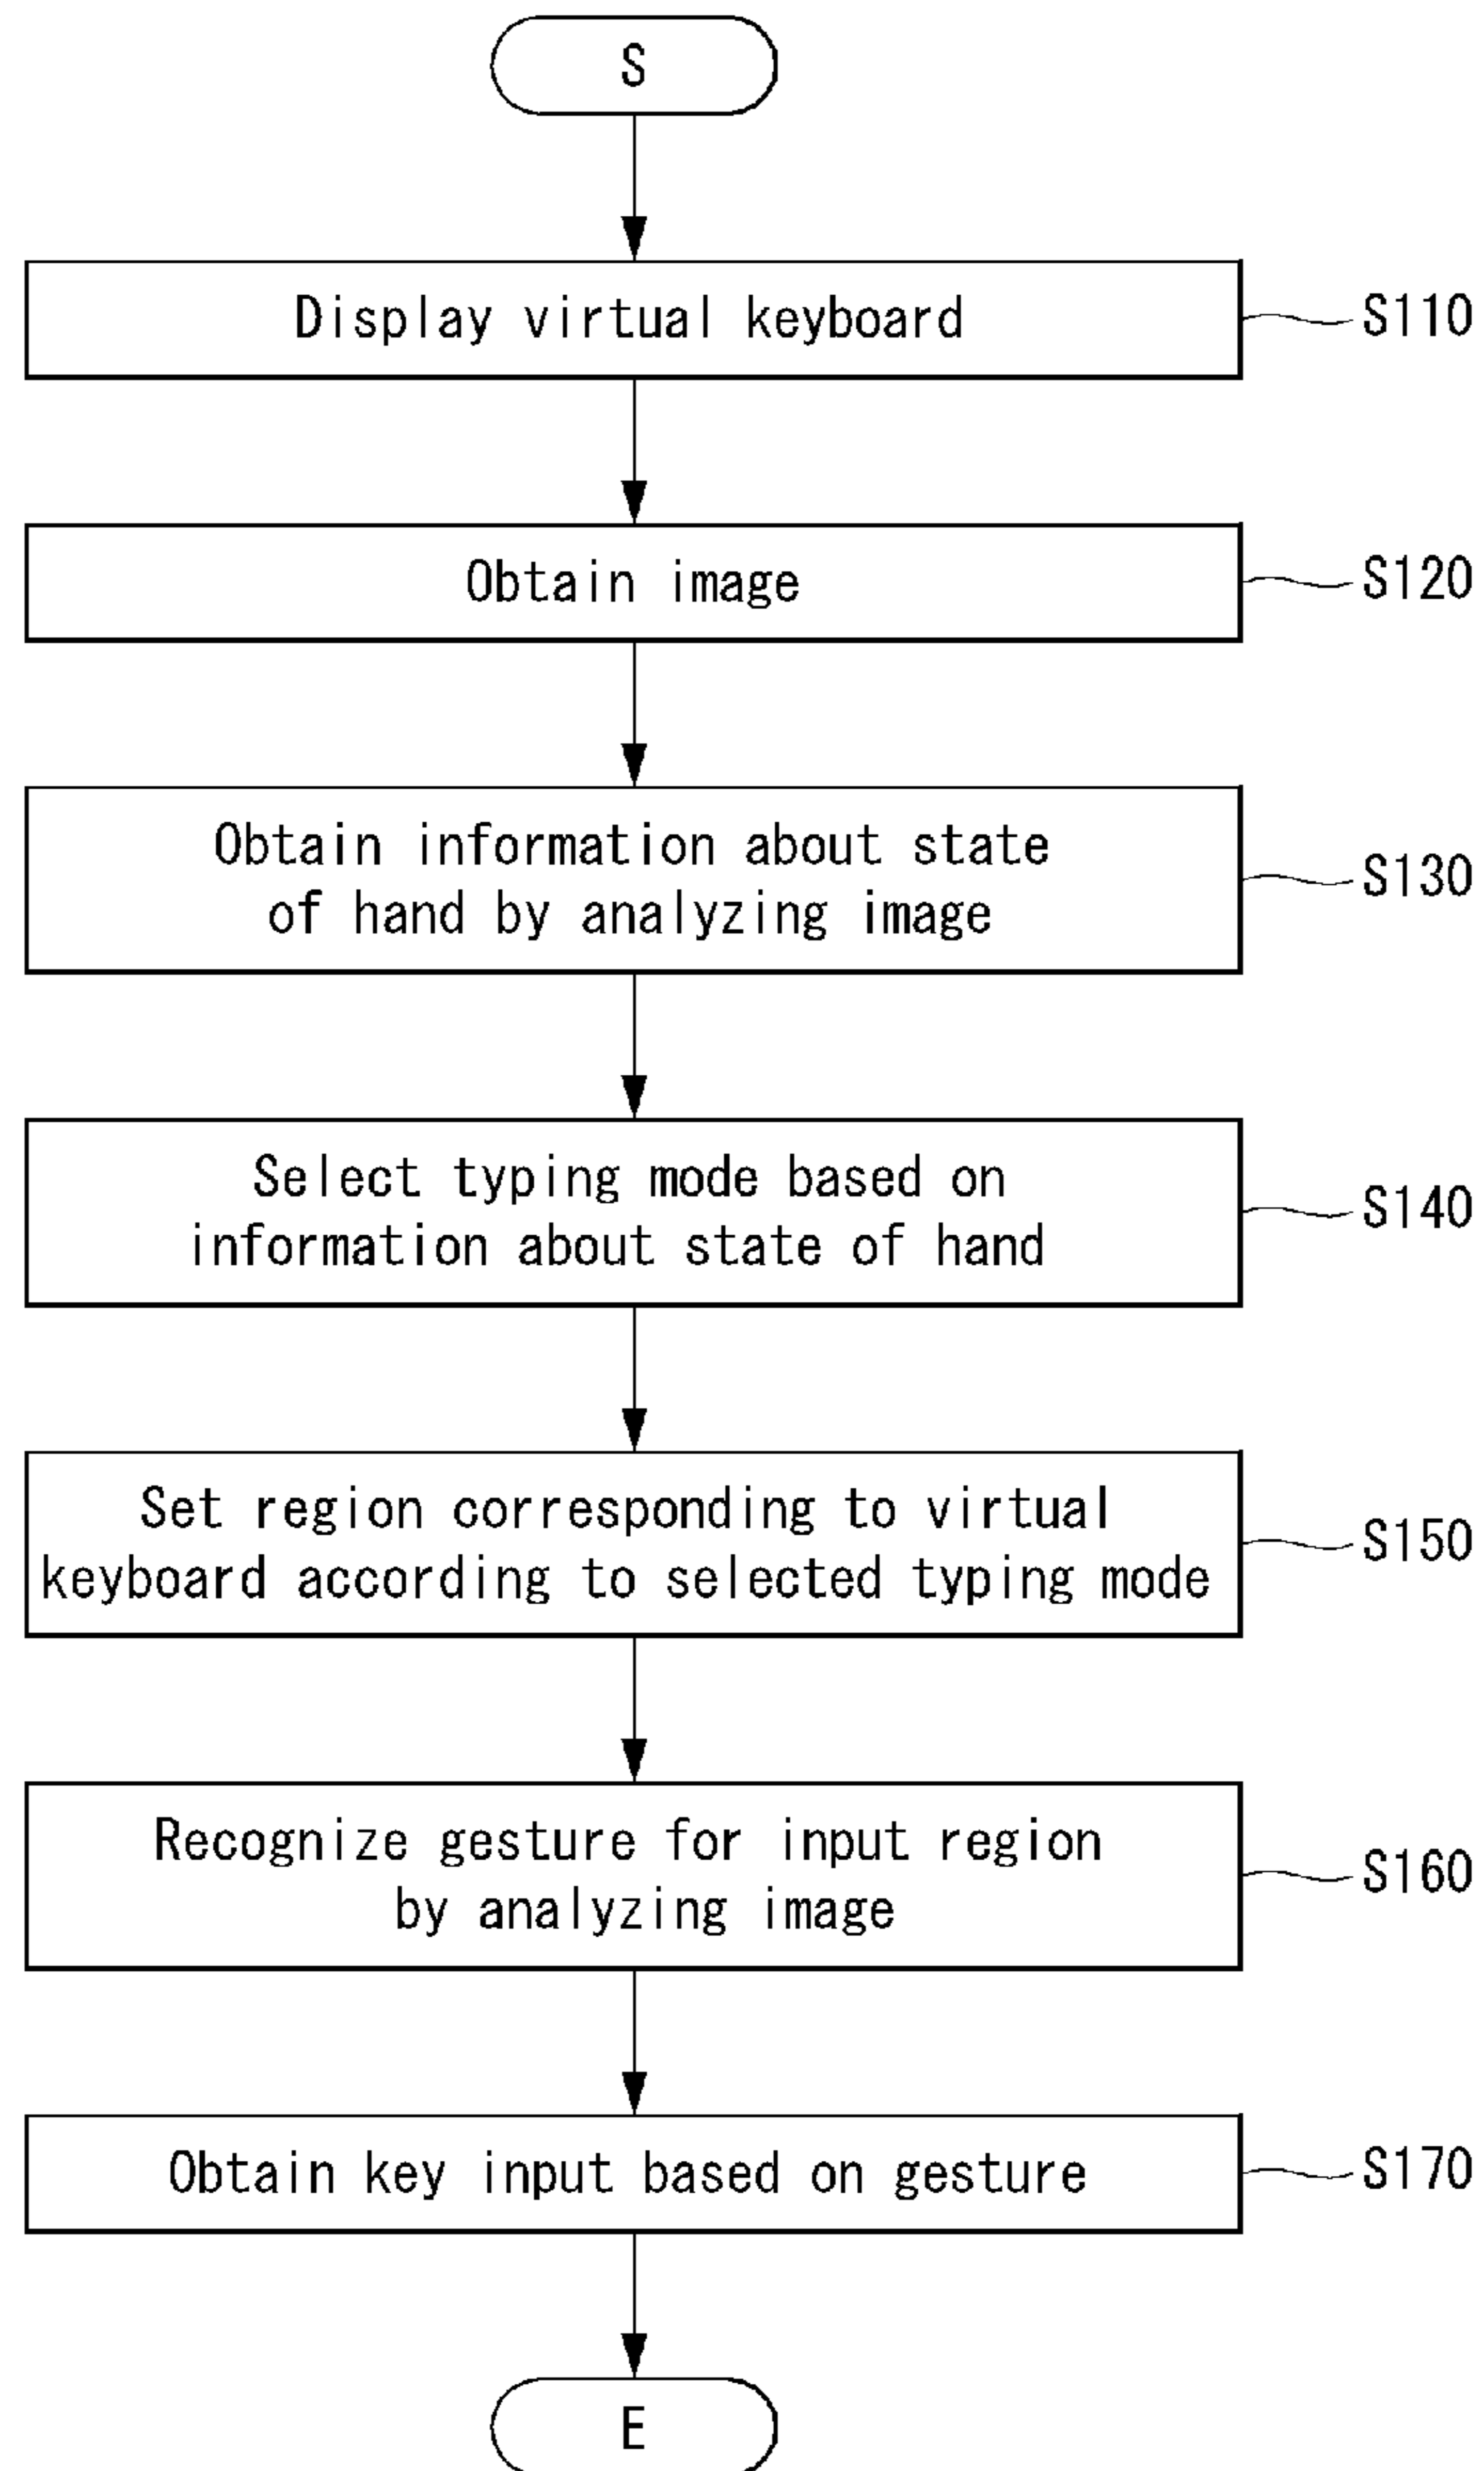 S
Display virtual keyboard
S110
Obtain image
S120
Obtain information about state
of hand by analyzing image
S130
Select typing mode based on
information about state of hand
S140
Set region corresponding to virtual
keyboard according to selected typing mode
S150
Recognize gesture for input region
by analyzing image
S160
Obtain key input based on gesture
S170
E